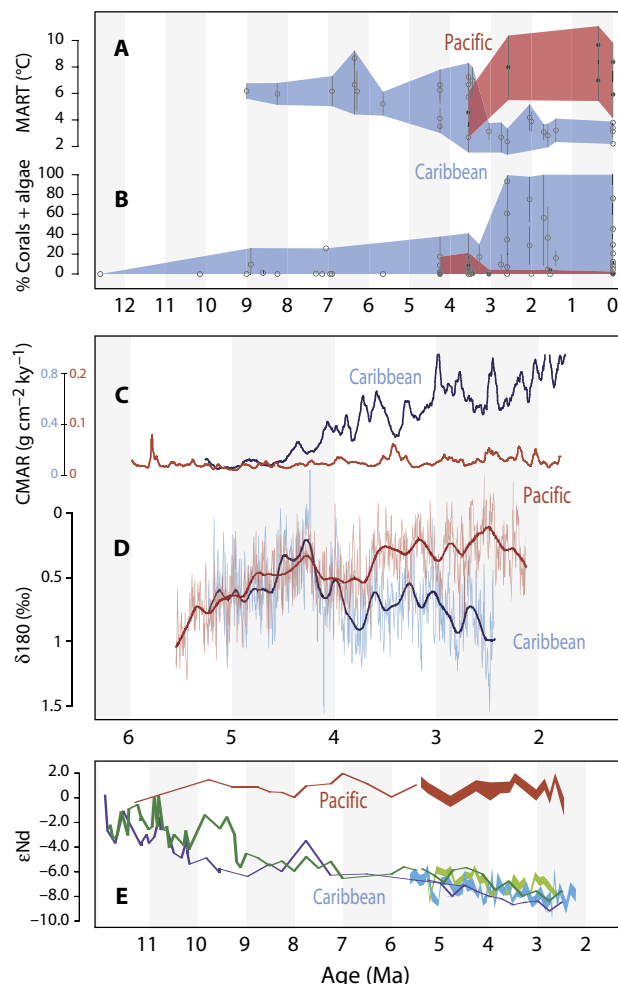 A
Pacific
MART (°C)
10
8
6
4
2
B
Caribbean
% Corals + algae
100
80
60
40
20
0
12 11 10 9 8 7 6 5 4 3 2 1 0
C
Caribbean
CMAR (g cm−2 ky−1)
0.8 0.2
0.4 0.1
0 0
Pacific
D
δ180 (‰)
0
0.5
1
1.5
Caribbean
6 5 4 3 2
εNd
2.0
0
−2.0
−4.0
−6.0
−8.0
−10.0
Pacific
E
Caribbean
11 10 9 8 7 6 5 4 3 2
Age (Ma)